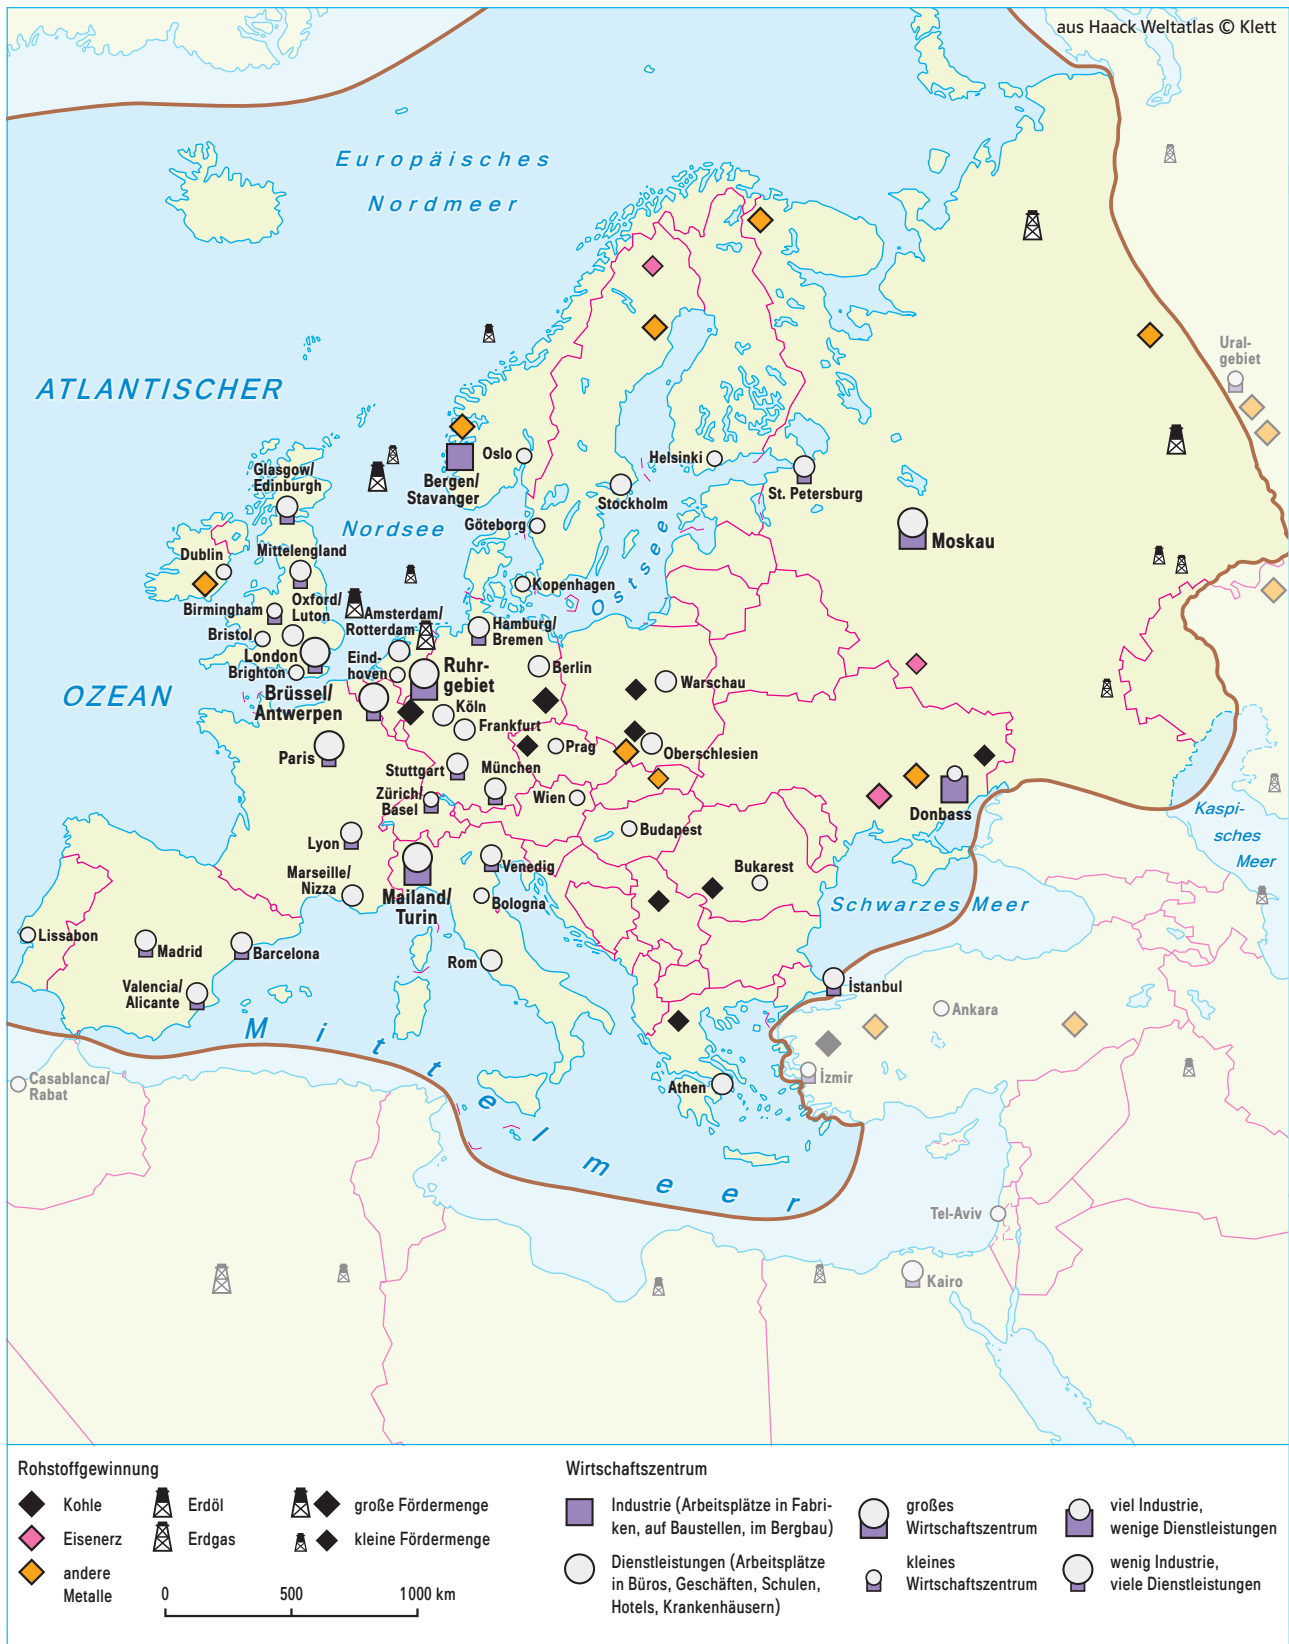 aus Haack Weltatlas © Klett
Europäisches
Nordmeer
ATLANTISCHER
OZEAN
Ural-
gebiet
Oslo
Helsinki
Bergen/
Stavanger
Stockholm
St. Petersburg
Glasgow/
Edinburgh
Nordsee
Göteborg
Moskau
Dublin
Mittelengland
Kopenhagen
Ostsee
Birmingham
Oxford/
Luton
Amsterdam/
Rotterdam
Hamburg/
Bremen
Bristol
London
Brighton
Eind-
hoven
Ruhr-
gebiet
Berlin
Warschau
Brüssel/
Antwerpen
Köln
Frankfurt
Prag
Oberschlesien
Paris
Stuttgart
München
Zürich/
Basel
Wien
Donbass
Kaspi-
sches
Meer
Lyon
Budapest
Marseille/
Nizza
Venedig
Bukarest
Mailand/
Turin
Bologna
Schwarzes Meer
Lissabon
Madrid
Barcelona
Rom
Valencia/
Alicante
İstanbul
Ankara
Mittelmeer
Casablanca/
Rabat
Athen
İzmir
Tel-Aviv
Kairo
Rohstoffgewinnung
Kohle
Eisenerz
andere
Metalle
Erdöl
Erdgas
große Fördermenge
kleine Fördermenge
0 500 1000 km
Wirtschaftszentrum
Industrie (Arbeitsplätze in Fabri-
ken, auf Baustellen, im Bergbau)
Dienstleistungen (Arbeitsplätze
in Büros, Geschäften, Schulen,
Hotels, Krankenhäusern)
großes
Wirtschaftszentrum
kleines
Wirtschaftszentrum
viel Industrie,
wenige Dienstleistungen
wenig Industrie,
viele Dienstleistungen